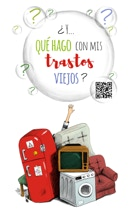 ¿Y...
QUÉ HAGO CON MIS
trastos
VIEJOS?